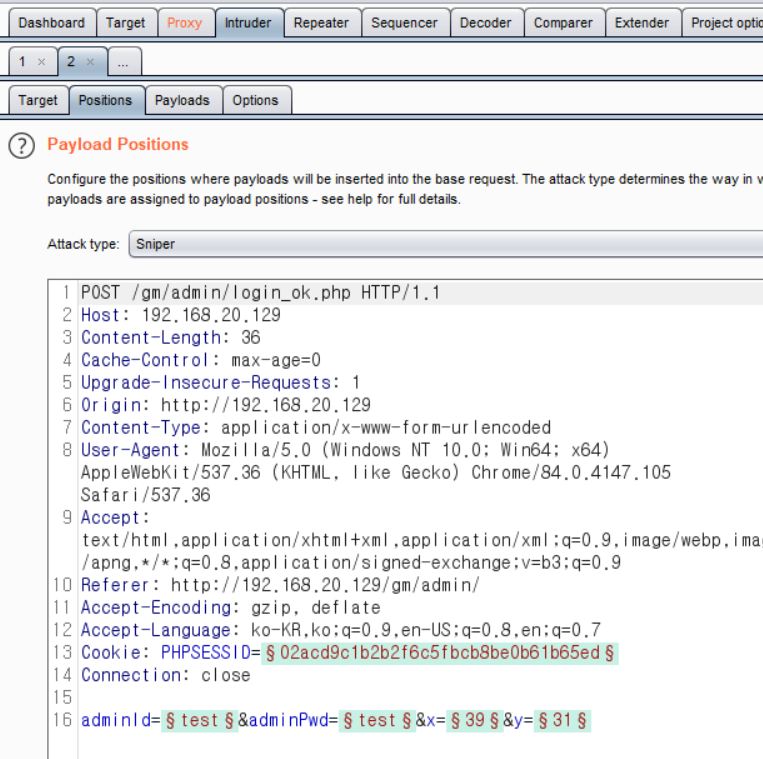 Dashboard Target Proxy Intruder Repeater Sequencer Decoder Comparer Extender Project optio
1 × 2 × ...
Target Positions Payloads Options
? Payload Positions
Configure the positions where payloads will be inserted into the base request. The attack type determines the way in w
payloads are assigned to payload positions - see help for full details.
Attack type: Sniper
1 POST /gm/admin/login_ok.php HTTP/1.1
2 Host: 192.168.20.129
3 Content-Length: 36
4 Cache-Control: max-age=0
5 Upgrade-Insecure-Requests: 1
6 Origin: http://192.168.20.129
7 Content-Type: application/x-www-form-urlencoded
8 User-Agent: Mozilla/5.0 (Windows NT 10.0; Win64; x64)
AppleWebKit/537.36 (KHTML, like Gecko) Chrome/84.0.4147.105
Safari/537.36
9 Accept:
text/html,application/xhtml+xml,application/xml;q=0.9,image/webp,ima
/apng,*/*;q=0.8,application/signed-exchange;v=b3;q=0.9
10 Referer: http://192.168.20.129/gm/admin/
11 Accept-Encoding: gzip, deflate
12 Accept-Language: ko-KR,ko;q=0.9,en-US;q=0.8,en;q=0.7
13 Cookie: PHPSESSID=§02acd9c1b2b2f6c5fbcb8be0b61b65ed§
14 Connection: close
15
16 adminId=§test§&adminPwd=§test§&x=§39§&y=§31§